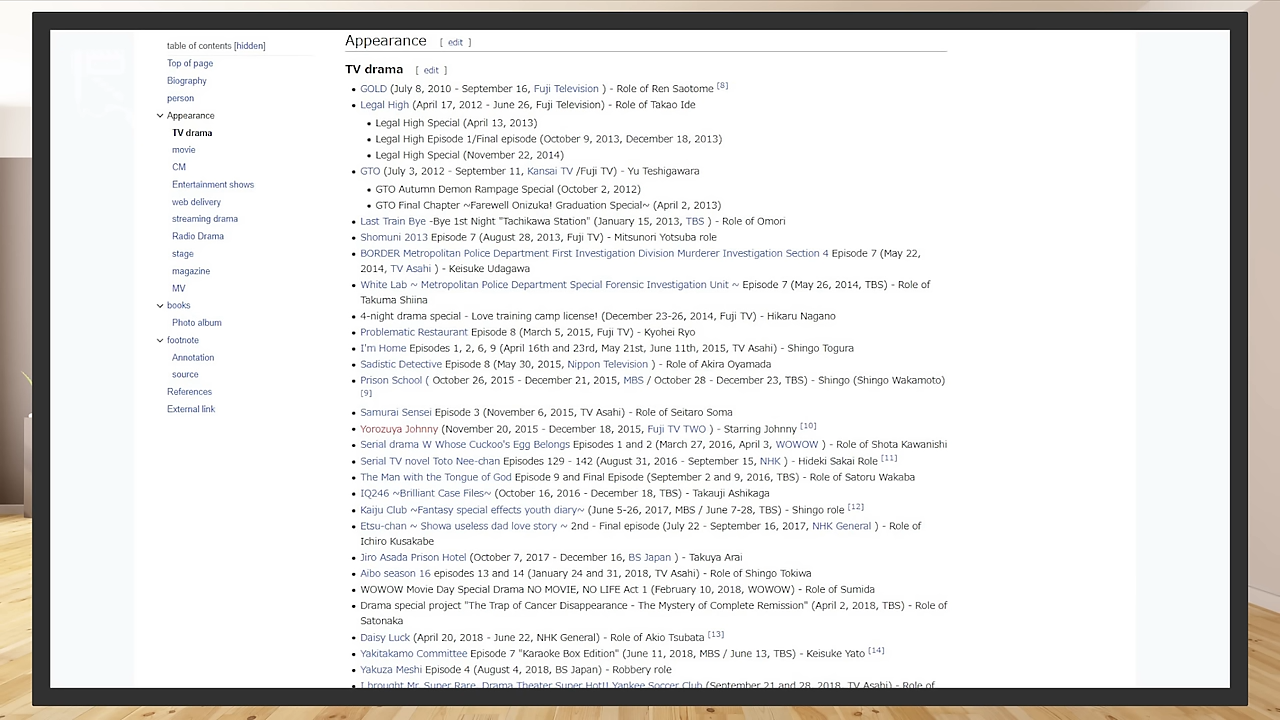 table of contents [hidden]
Top of page
Biography
person
Appearance
TV drama
movie
CM
Entertainment shows
web delivery
streaming drama
Radio Drama
stage
magazine
MV
books
Photo album
footnote
Annotation
source
References
External link
Appearance [ edit ]
TV drama [ edit ]
• GOLD (July 8, 2010 - September 16, Fuji Television ) - Role of Ren Saotome [8]
• Legal High (April 17, 2012 - June 26, Fuji Television) - Role of Takao Ide
• Legal High Special (April 13, 2013)
• Legal High Episode 1/Final episode (October 9, 2013, December 18, 2013)
• Legal High Special (November 22, 2014)
• GTO (July 3, 2012 - September 11, Kansai TV /Fuji TV) - Yu Teshigawara
• GTO Autumn Demon Rampage Special (October 2, 2012)
• GTO Final Chapter ~Farewell Onizuka! Graduation Special~ (April 2, 2013)
• Last Train Bye -Bye 1st Night "Tachikawa Station" (January 15, 2013, TBS ) - Role of Omori
• Shomuni 2013 Episode 7 (August 28, 2013, Fuji TV) - Mitsunori Yotsuba role
• BORDER Metropolitan Police Department First Investigation Division Murderer Investigation Section 4 Episode 7 (May 22,
2014, TV Asahi ) - Keisuke Udagawa
• White Lab ~ Metropolitan Police Department Special Forensic Investigation Unit ~ Episode 7 (May 26, 2014, TBS) - Role of
Takuma Shiina
• 4-night drama special - Love training camp license! (December 23-26, 2014, Fuji TV) - Hikaru Nagano
• Problematic Restaurant Episode 8 (March 5, 2015, Fuji TV) - Kyohei Ryo
• I'm Home Episodes 1, 2, 6, 9 (April 16th and 23rd, May 21st, June 11th, 2015, TV Asahi) - Shingo Togura
• Sadistic Detective Episode 8 (May 30, 2015, Nippon Television ) - Role of Akira Oyamada
• Prison School ( October 26, 2015 - December 21, 2015, MBS / October 28 - December 23, TBS) - Shingo (Shingo Wakamoto)
[9]
• Samurai Sensei Episode 3 (November 6, 2015, TV Asahi) - Role of Seitaro Soma
• Yorozuya Johnny (November 20, 2015 - December 18, 2015, Fuji TV TWO ) - Starring Johnny [10]
• Serial drama W Whose Cuckoo's Egg Belongs Episodes 1 and 2 (March 27, 2016, April 3, WOWOW ) - Role of Shota Kawanishi
• Serial TV novel Toto Nee-chan Episodes 129 - 142 (August 31, 2016 - September 15, NHK ) - Hideki Sakai Role [11]
• The Man with the Tongue of God Episode 9 and Final Episode (September 2 and 9, 2016, TBS) - Role of Satoru Wakaba
• IQ246 ~Brilliant Case Files~ (October 16, 2016 - December 18, TBS) - Takauji Ashikaga
• Kaiju Club ~Fantasy special effects youth diary~ (June 5-26, 2017, MBS / June 7-28, TBS) - Shingo role [12]
• Etsu-chan ~ Showa useless dad love story ~ 2nd - Final episode (July 22 - September 16, 2017, NHK General ) - Role of
Ichiro Kusakabe
• Jiro Asada Prison Hotel (October 7, 2017 - December 16, BS Japan ) - Takuya Arai
• Aibo season 16 episodes 13 and 14 (January 24 and 31, 2018, TV Asahi) - Role of Shingo Tokiwa
• WOWOW Movie Day Special Drama NO MOVIE, NO LIFE Act 1 (February 10, 2018, WOWOW) - Role of Sumida
• Drama special project "The Trap of Cancer Disappearance - The Mystery of Complete Remission" (April 2, 2018, TBS) - Role of
Satonaka
• Daisy Luck (April 20, 2018 - June 22, NHK General) - Role of Akio Tsubata [13]
• Yakitakamo Committee Episode 7 "Karaoke Box Edition" (June 11, 2018, MBS / June 13, TBS) - Keisuke Yato [14]
• Yakuza Meshi Episode 4 (August 4, 2018, BS Japan) - Robbery role
• I brought Mr. Super Rare, Drama Theater Super Hot!! Yankee Soccer Club (September 21 and 28, 2018, TV Asahi) - Role of